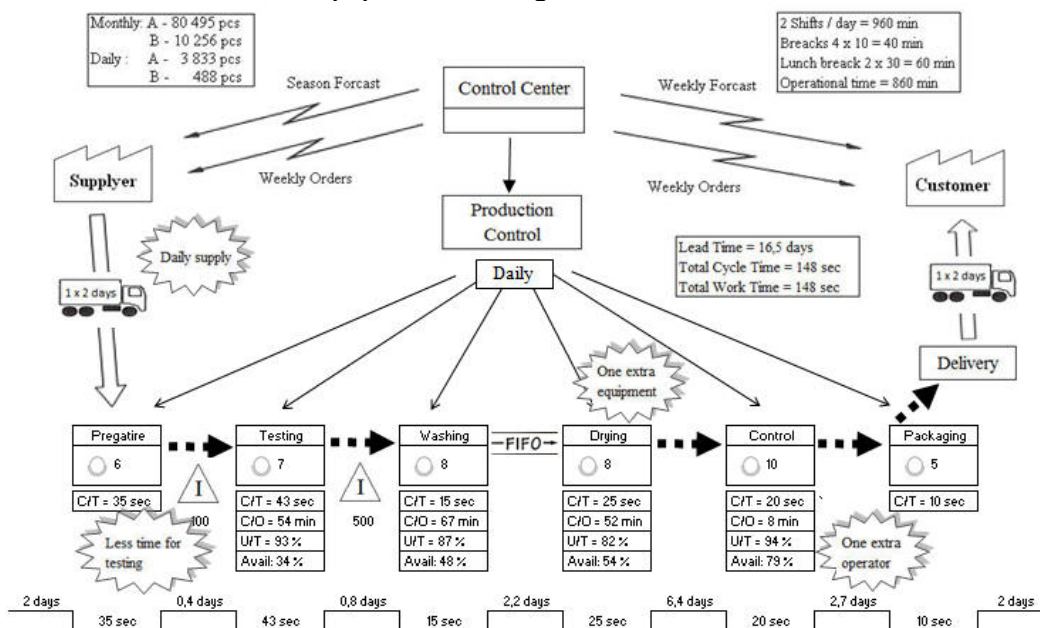 Monthly: A - 80 495 pcs
B - 10 256 pcs
Daily : A - 3 833 pcs
B - 488 pcs
2 Shifts / day = 960 min
Breacks 4 x 10 = 40 min
Lunch breack 2 x 30 = 60 min
Operational time = 860 min
Season Forcast
Control Center
Weekly Forcast
Supplyer
Weekly Orders
Weekly Orders
Customer
Production
Control
Daily supply
Lead Time = 16,5 days
Total Cycle Time = 148 sec
Total Work Time = 148 sec
Daily
1 x 2 days
1 x 2 days
One extra
equipment
Delivery
Pregatire
6
C/T = 35 sec
Less time for
testing
I
100
Testing
7
C/T = 43 sec
C/O = 54 min
U/T = 93 %
Avail: 34 %
I
500
Washing
8
C/T = 15 sec
C/O = 67 min
U/T = 87 %
Avail: 48 %
FIFO
Drying
8
C/T = 25 sec
C/O = 52 min
U/T = 82 %
Avail: 54 %
Control
10
C/T = 20 sec
C/O = 8 min
U/T = 94 %
Avail: 79 %
One extra
operator
Packaging
5
C/T = 10 sec
2 days 0,4 days 0,8 days 2,2 days 6,4 days 2,7 days 2 days
35 sec 43 sec 15 sec 25 sec 20 sec 10 sec